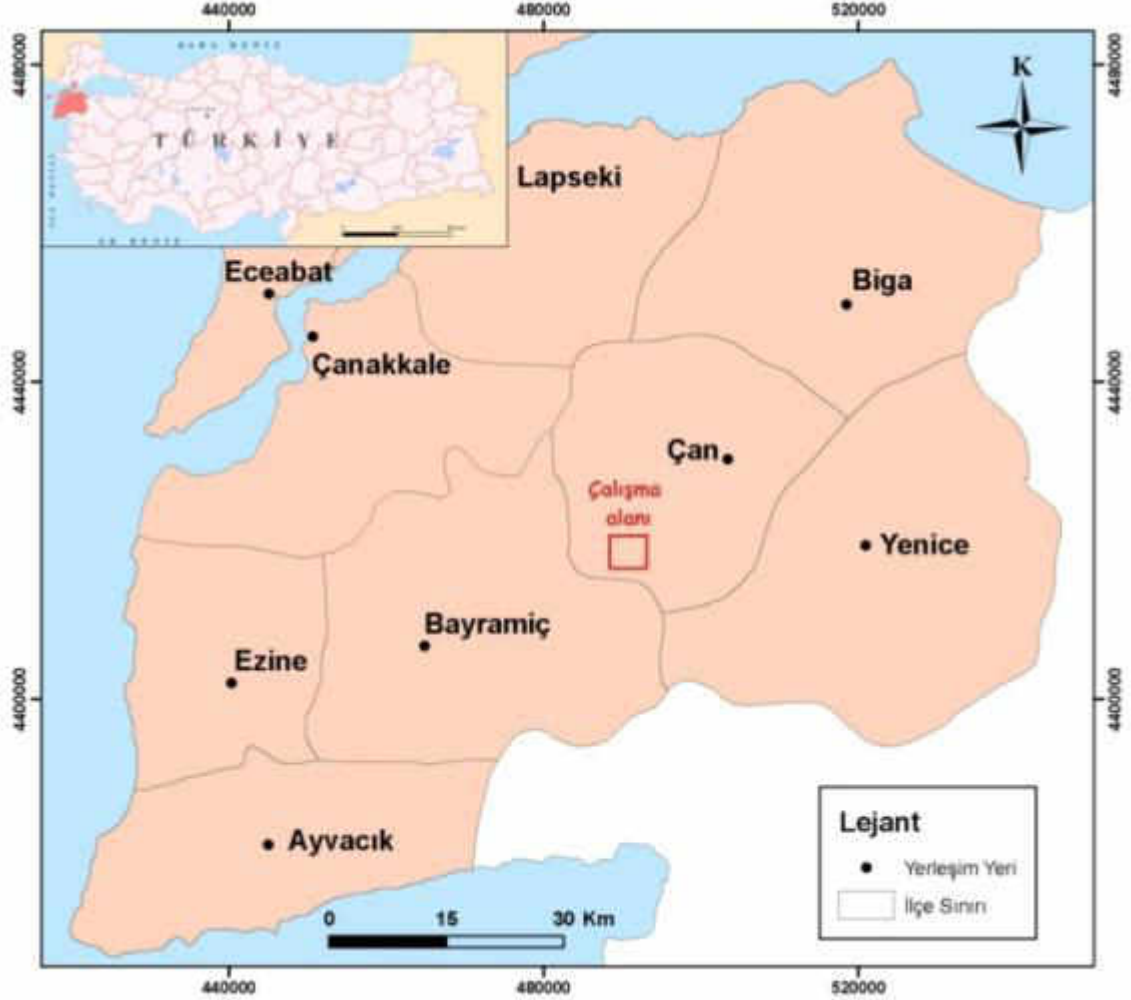 440000
480000
520000
4480000
4480000
K
TÜRKİYE
Lapseki
Eceabat
Biga
Çanakkale
4440000
4440000
Çan
Çalışma
alanı
Yenice
Bayramiç
Ezine
4400000
4400000
Lejant
Ayvacık
Yerleşim Yeri
İlçe Sınırı
0
15
30 Km
440000
480000
520000